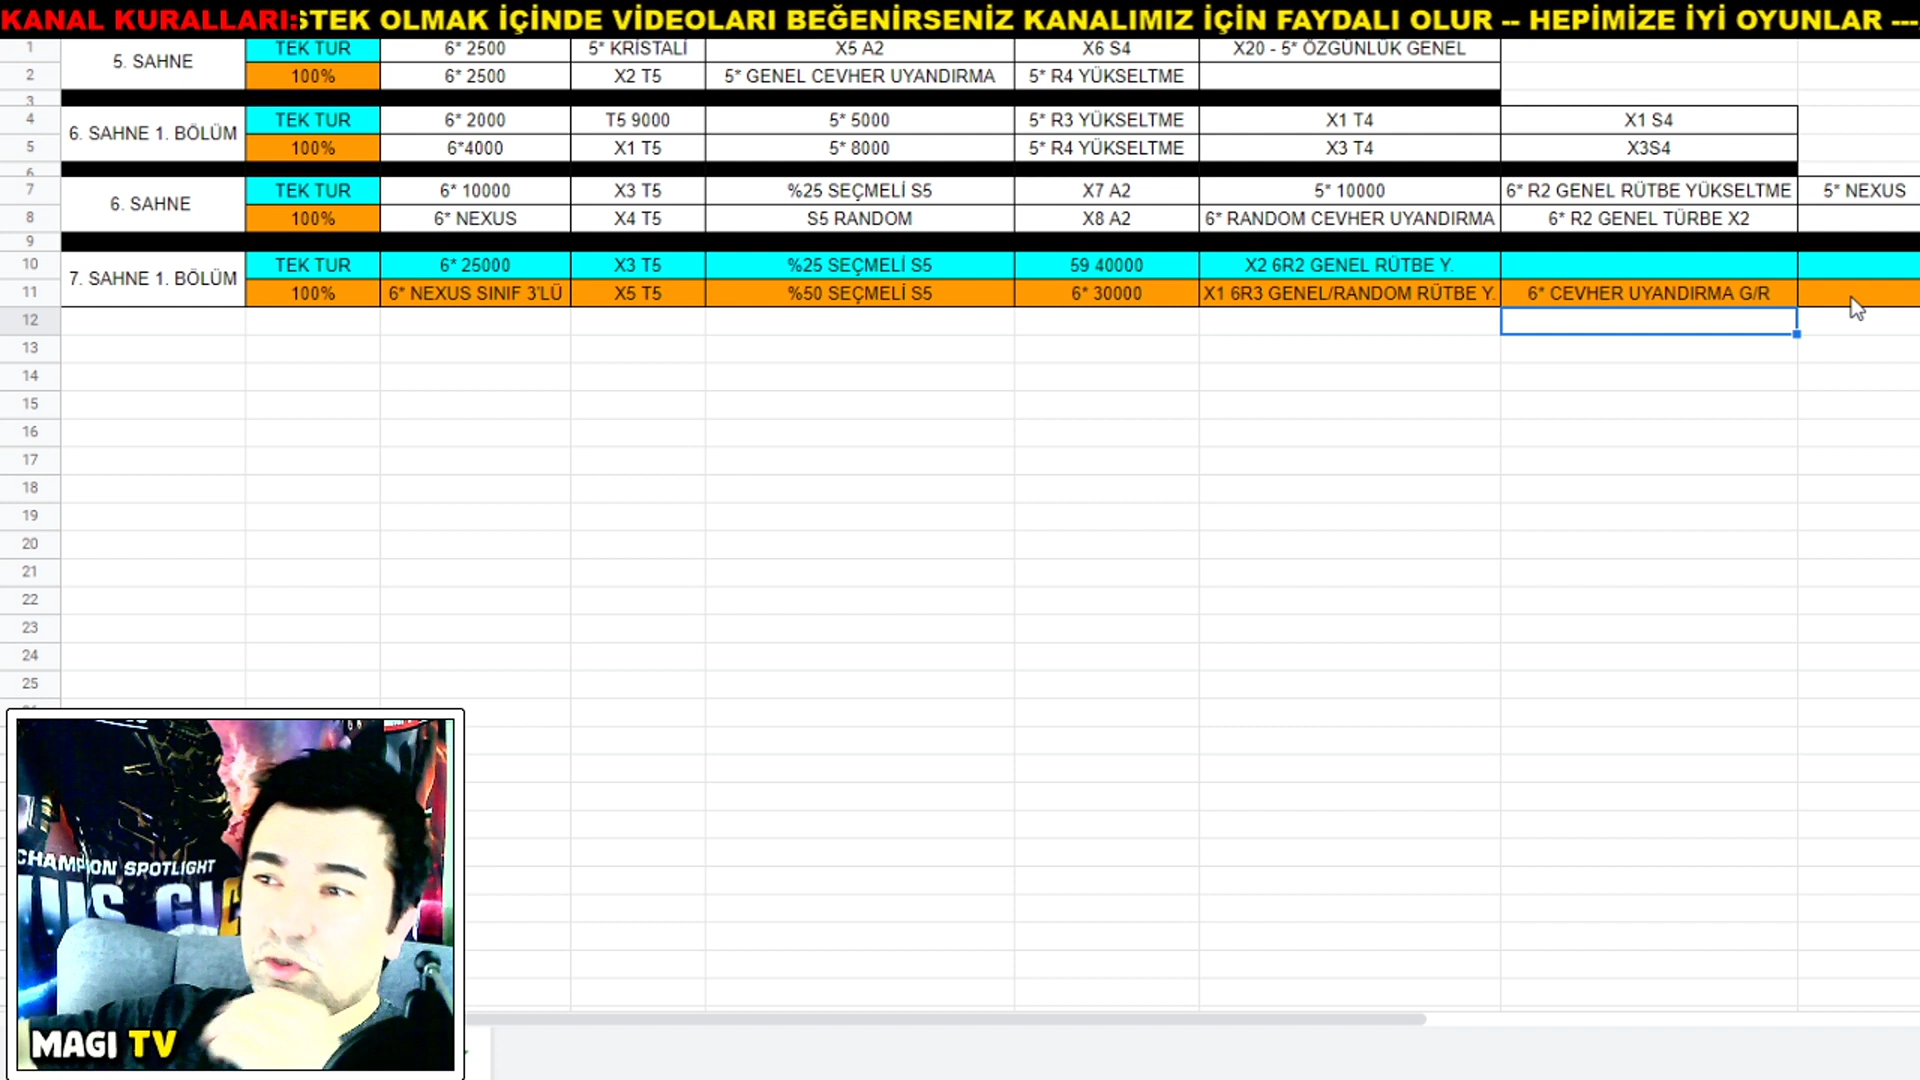 KANAL KURALLARI: STEK OLMAK İÇİNDE VİDEOLARI BEĞENİRSENİZ KANALIMIZ İÇİN FAYDALI OLUR -- HEPİMİZE İYİ OYUNLAR ---
1 5. SAHNE TEK TUR 6* 2500 5* KRİSTALİ X5 A2 X6 S4 X20 - 5* ÖZGÜNLÜK GENEL
2 100% 6* 2500 X2 T5 5* GENEL CEVHER UYANDIRMA 5* R4 YÜKSELTME
3
4 6. SAHNE 1. BÖLÜM TEK TUR 6* 2000 T5 9000 5* 5000 5* R3 YÜKSELTME X1 T4 X1 S4
5 100% 6*4000 X1 T5 5* 8000 5* R4 YÜKSELTME X3 T4 X3S4
6
7 6. SAHNE TEK TUR 6* 10000 X3 T5 %25 SEÇMELİ S5 X7 A2 5* 10000 6* R2 GENEL RÜTBE YÜKSELTME 5* NEXUS
8 100% 6* NEXUS X4 T5 S5 RANDOM X8 A2 6* RANDOM CEVHER UYANDIRMA 6* R2 GENEL TÜRBE X2
9
10 7. SAHNE 1. BÖLÜM TEK TUR 6* 25000 X3 T5 %25 SEÇMELİ S5 59 40000 X2 6R2 GENEL RÜTBE Y.
11 100% 6* NEXUS SINIF 3'LÜ X5 T5 %50 SEÇMELİ S5 6* 30000 X1 6R3 GENEL/RANDOM RÜTBE Y. 6* CEVHER UYANDIRMA G/R
12
13
14
15
16
17
18
19
20
21
22
23
24
25
CHAMPION SPOTLIGHT
MAGI TV